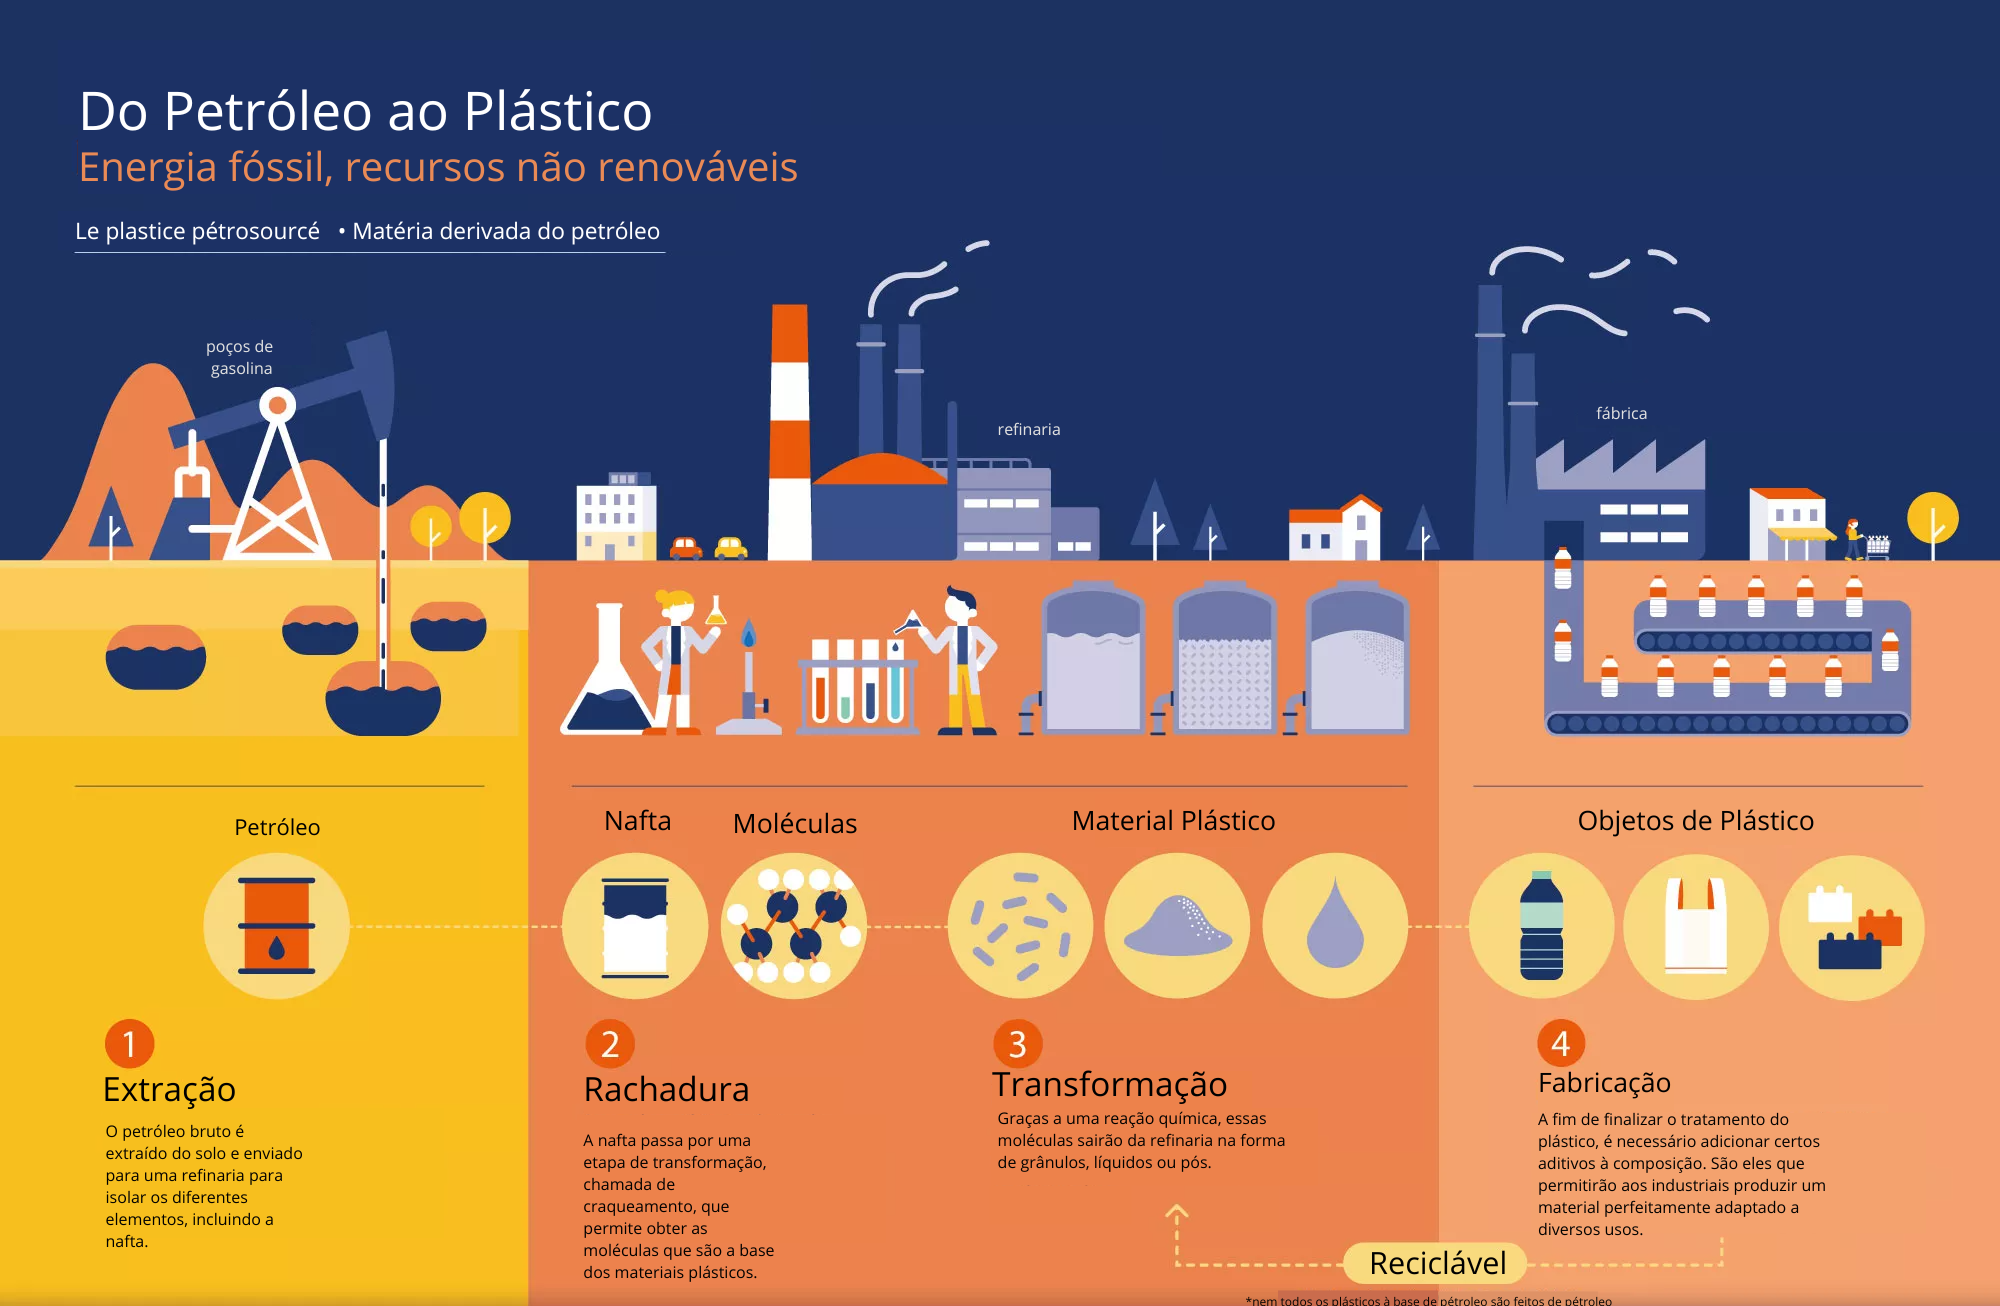 Do Petróleo ao Plástico
Energia fóssil, recursos não renováveis
Le plastice pétrosourcé • Matéria derivada do petróleo
poços de
gasolina
refinaria
fábrica
Petróleo
Nafta
Moléculas
Material Plástico
Objetos de Plástico
1
Extração
O petróleo bruto é
extraído do solo e enviado
para uma refinaria para
isolar os diferentes
elementos, incluindo a
nafta.
2
Rachadura
A nafta passa por uma
etapa de transformação,
chamada de
craqueamento, que
permite obter as
moléculas que são a base
dos materiais plásticos.
3
Transformação
Graças a uma reação química, essas
moléculas sairão da refinaria na forma
de grânulos, líquidos ou pós.
4
Fabricação
A fim de finalizar o tratamento do
plástico, é necessário adicionar certos
aditivos à composição. São eles que
permitirão aos industriais produzir um
material perfeitamente adaptado a
diversos usos.
Reciclável
*nem todos os plásticos à base de pétroleo são feitos de pétroleo